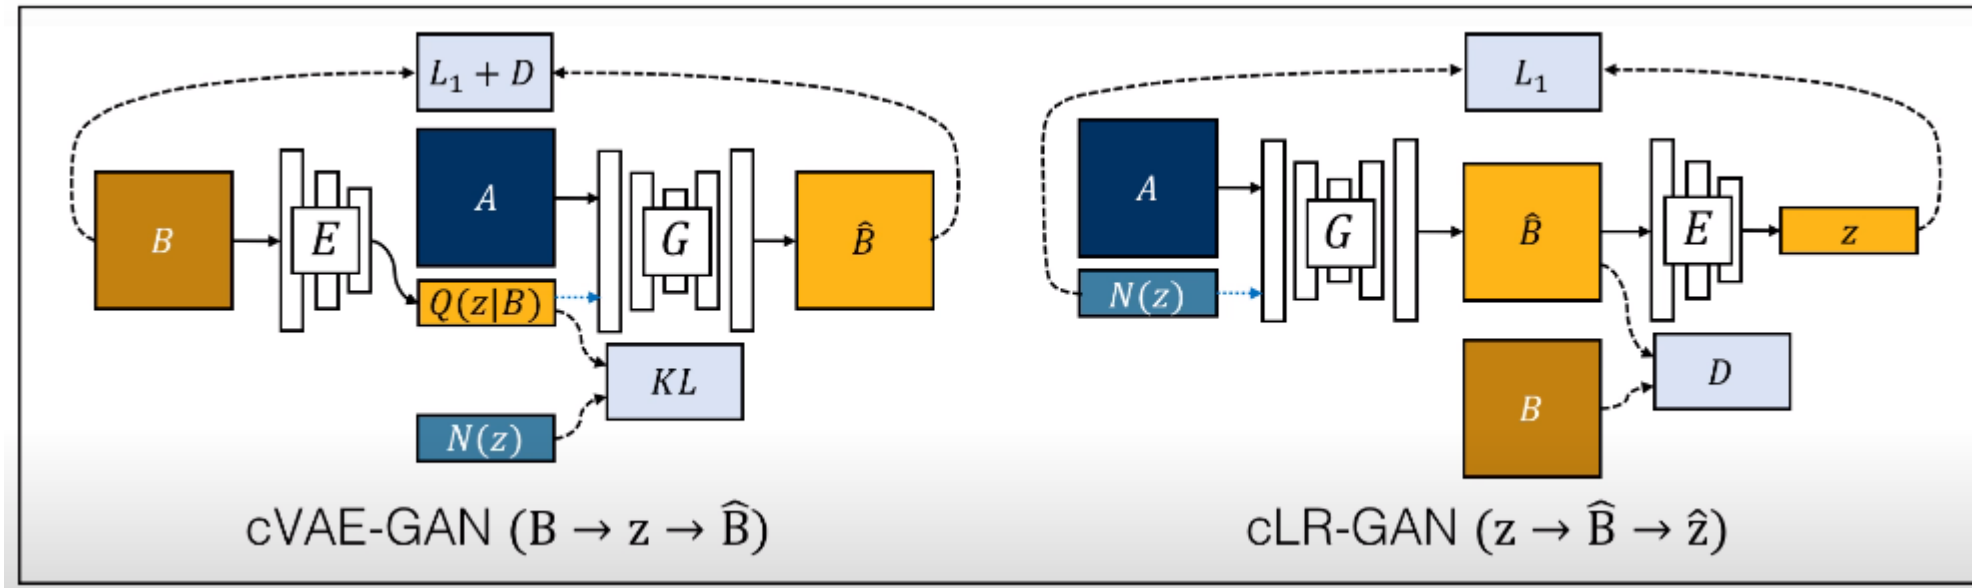 L₁ + D
A
B
E
G
B̂
Q(z|B)
KL
N(z)
cVAE-GAN (B → z → B̂)
L₁
A
G
B̂
E
z
N(z)
D
B
cLR-GAN (z → B̂ → ẑ)